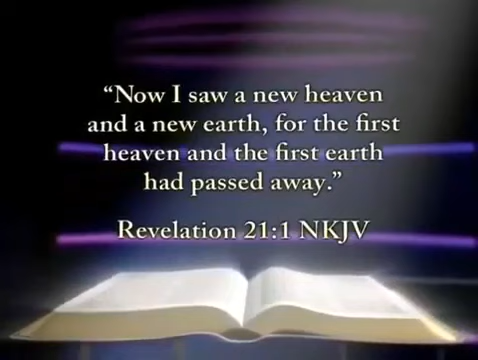 “Now I saw a new heaven
and a new earth, for the first
heaven and the first earth
had passed away.”
Revelation 21:1 NKJV